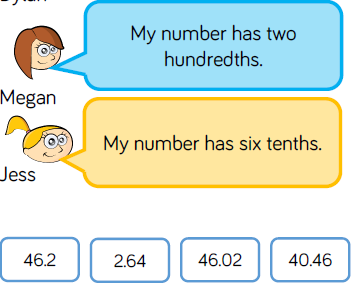 My number has two
hundredths.
Megan
My number has six tenths.
Jess
46.2 2.64 46.02 40.46